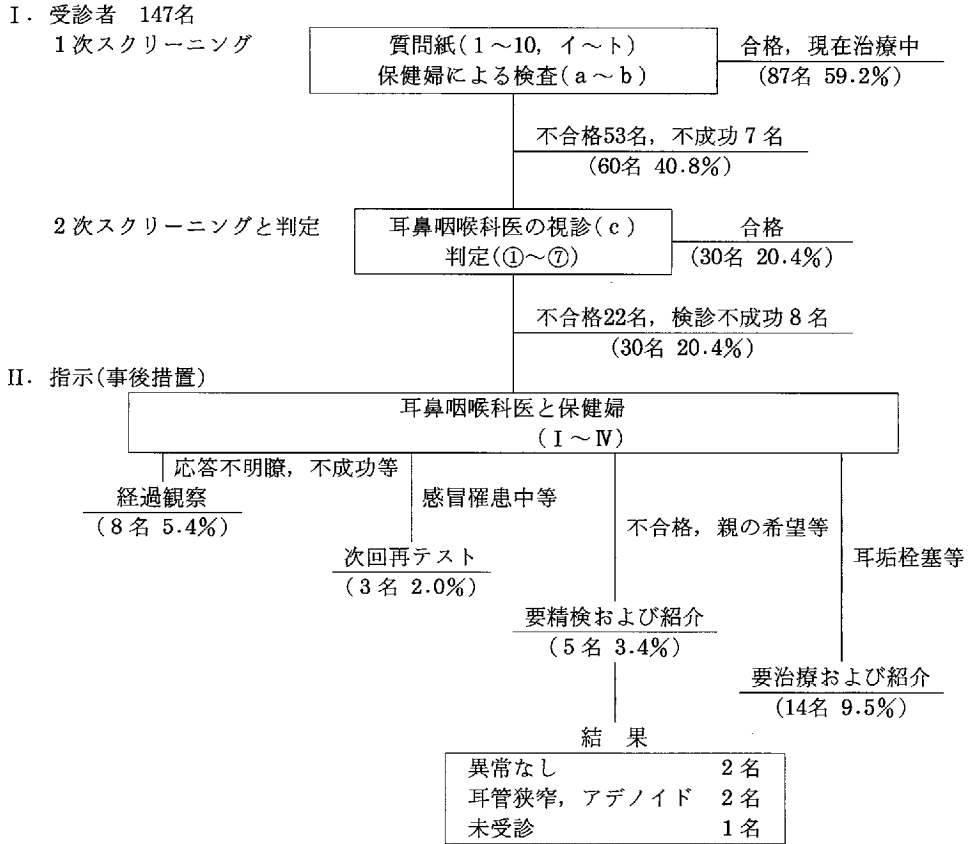 I. 受診者 147名
1次スクリーニング
質問紙(1～10, イ～ト)
保健婦による検査(a～b)
合格, 現在治療中
(87名 59.2%)
不合格53名, 不成功7名
(60名 40.8%)
2次スクリーニングと判定
耳鼻咽喉科医の視診(c)
判定(①～⑦)
合格
(30名 20.4%)
不合格22名, 検診不成功8名
(30名 20.4%)
II. 指示(事後措置)
耳鼻咽喉科医と保健婦
(Ⅰ～Ⅳ)
応答不明瞭, 不成功等
経過観察
(8名 5.4%)
感冒罹患中等
次回再テスト
(3名 2.0%)
不合格, 親の希望等
要精検および紹介
(5名 3.4%)
耳垢栓塞等
要治療および紹介
(14名 9.5%)
結 果
異常なし 2名
耳管狭窄, アデノイド 2名
未受診 1名